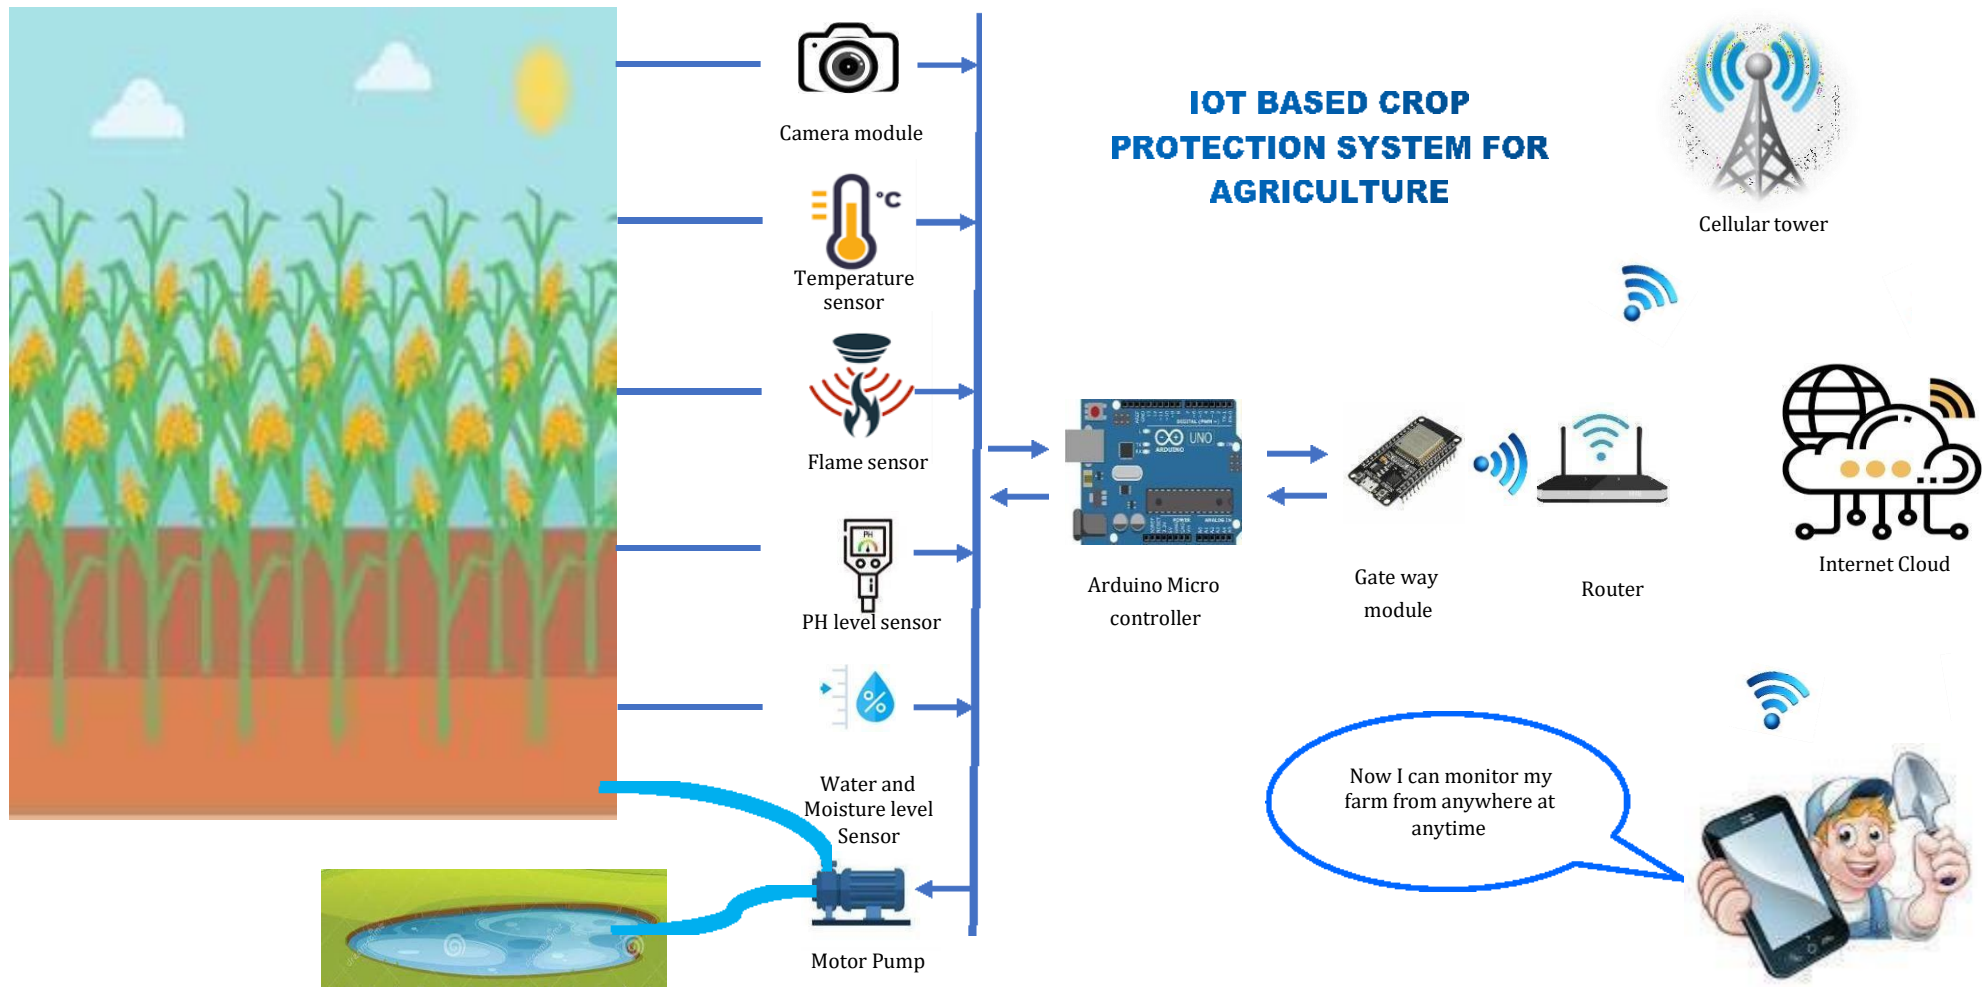 IOT BASED CROP
PROTECTION SYSTEM FOR
AGRICULTURE
Camera module
°C
Temperature
sensor
Flame sensor
PH
PH level sensor
%
Water and
Moisture level
Sensor
Motor Pump
UNO
ARDUINO
Arduino Micro
controller
Gate way
module
Router
Cellular tower
Internet Cloud
Now I can monitor my
farm from anywhere at
anytime